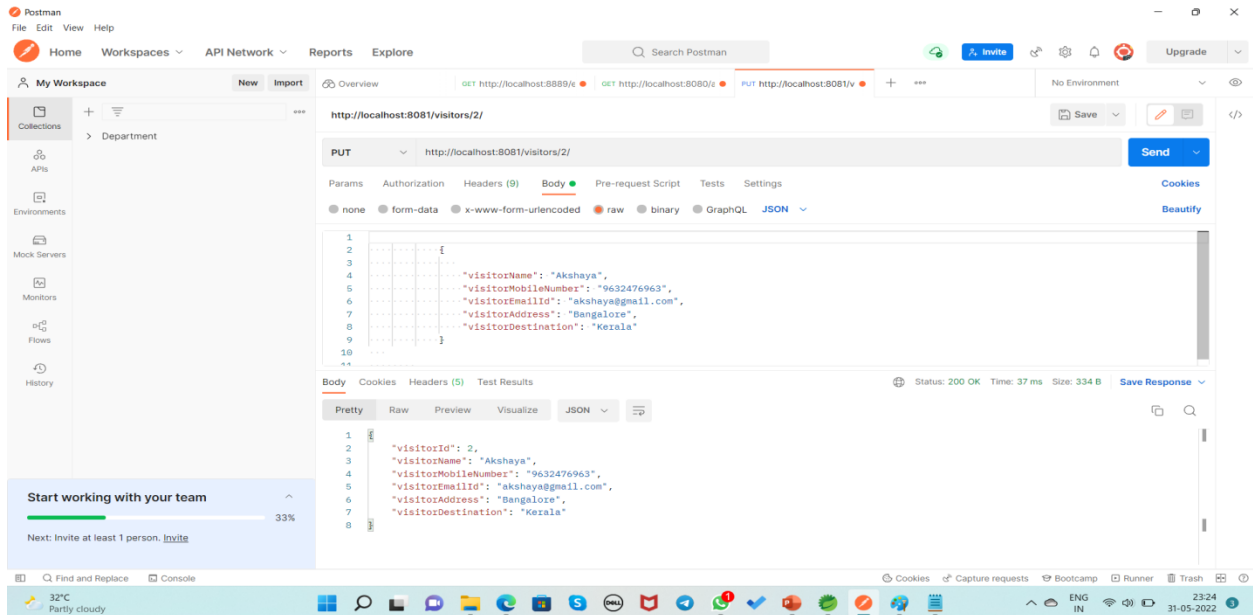 Postman
File Edit View Help
Home Workspaces API Network Reports Explore Search Postman Invite Upgrade
My Workspace New Import Overview GET http://localhost:8889/e GET http://localhost:8080/a PUT http://localhost:8081/v No Environment
Collections
Department
APIs
Environments
Mock Servers
Monitors
Flows
History
http://localhost:8081/visitors/2/ Save
PUT http://localhost:8081/visitors/2/ Send
Params Authorization Headers (9) Body Pre-request Script Tests Settings Cookies
none form-data x-www-form-urlencoded raw binary GraphQL JSON Beautify
1
2 {
3
4 "visitorName": "Akshaya",
5 "visitorMobileNumber": "9632476963",
6 "visitorEmailId": "akshaya@gmail.com",
7 "visitorAddress": "Bangalore",
8 "visitorDestination": "Kerala"
9 }
10
11
Body Cookies Headers (5) Test Results Status: 200 OK Time: 37 ms Size: 334 B Save Response
Pretty Raw Preview Visualize JSON
1 {
2 "visitorId": 2,
3 "visitorName": "Akshaya",
4 "visitorMobileNumber": "9632476963",
5 "visitorEmailId": "akshaya@gmail.com",
6 "visitorAddress": "Bangalore",
7 "visitorDestination": "Kerala"
8 }
Start working with your team
33%
Next: Invite at least 1 person. Invite
Find and Replace Console Cookies Capture requests Bootcamp Runner Trash
32°C
Partly cloudy
DELL
1
ENG
IN
23:24
31-05-2022
3